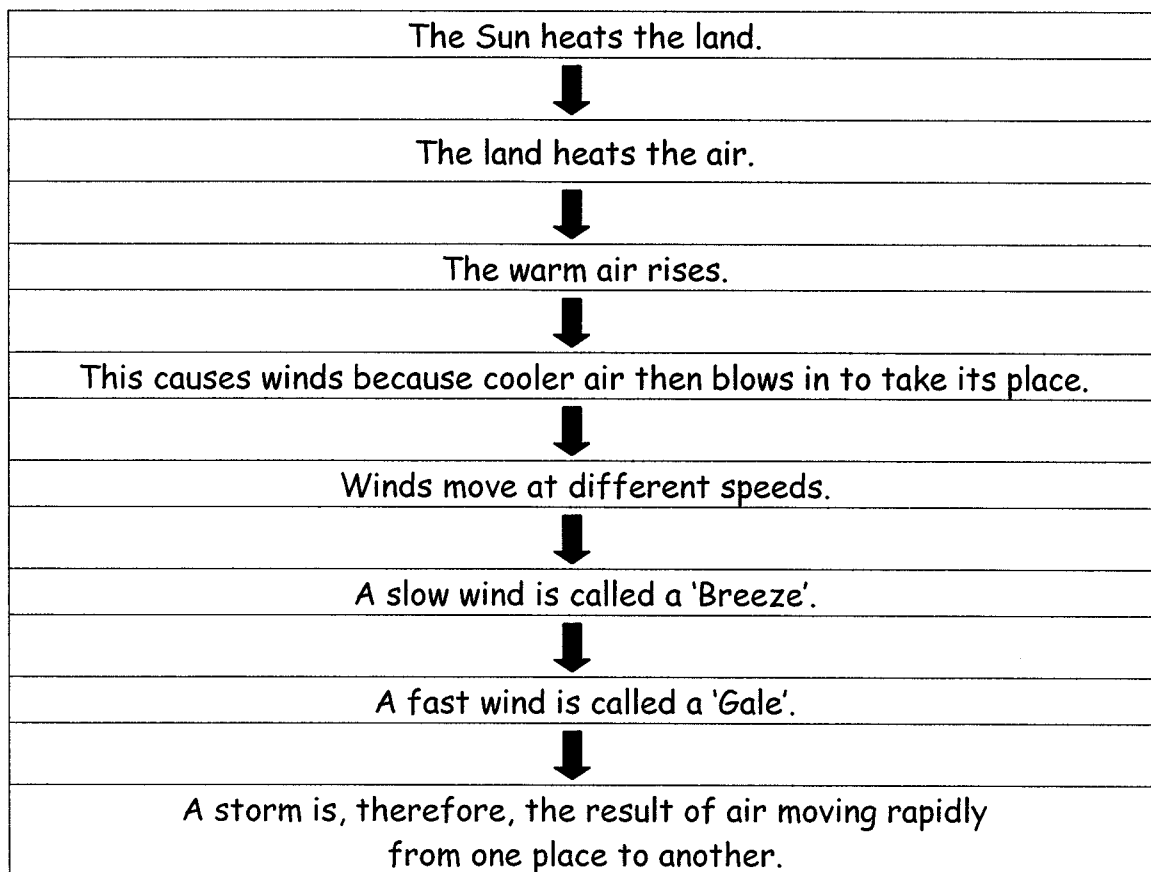 The Sun heats the land.
The land heats the air.
The warm air rises.
This causes winds because cooler air then blows in to take its place.
Winds move at different speeds.
A slow wind is called a ‘Breeze’.
A fast wind is called a ‘Gale’.
A storm is, therefore, the result of air moving rapidly
from one place to another.